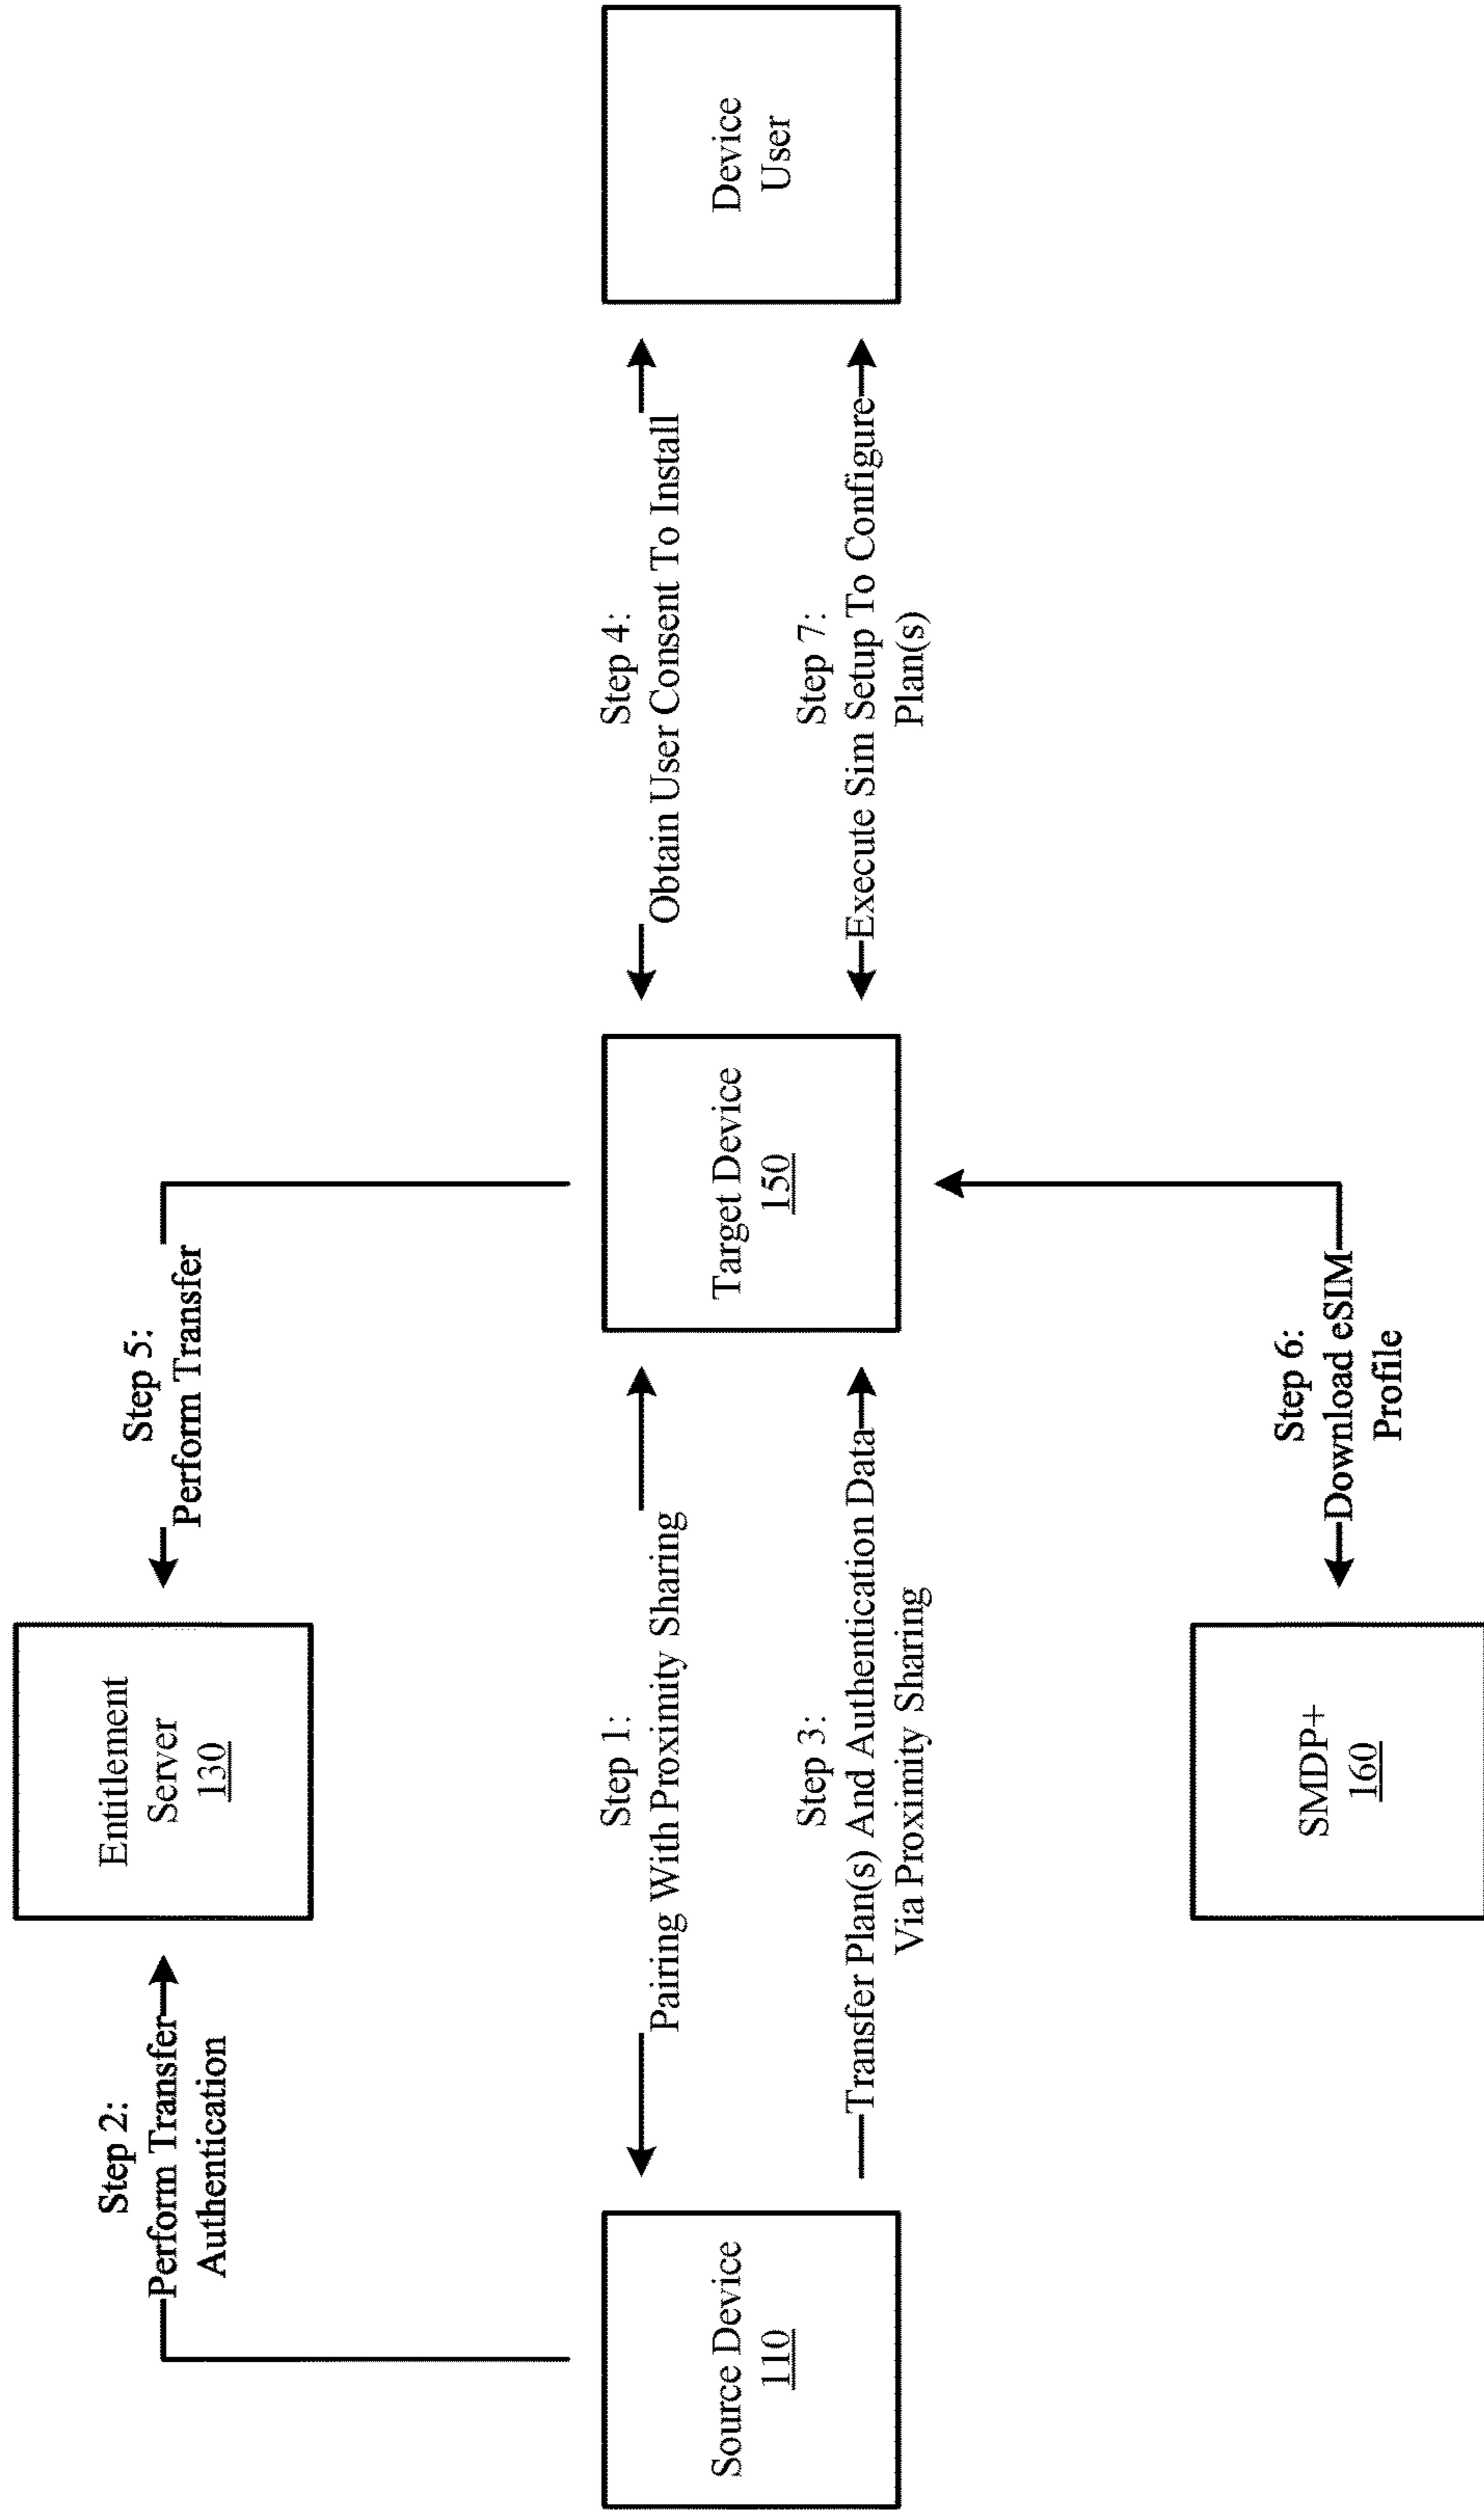 Step 2:
Perform Transfer
Authentication
Entitlement
Server
130
Step 5:
Perform Transfer
Source Device
110
Step 1:
Pairing With Proximity Sharing
Step 3:
Transfer Plan(s) And Authentication Data
Via Proximity Sharing
Target Device
150
Step 4:
Obtain User Consent To Install
Step 7:
Execute Sim Setup To Configure
Plan(s)
Device
User
SMDP+
160
Step 6:
Download eSIM
Profile